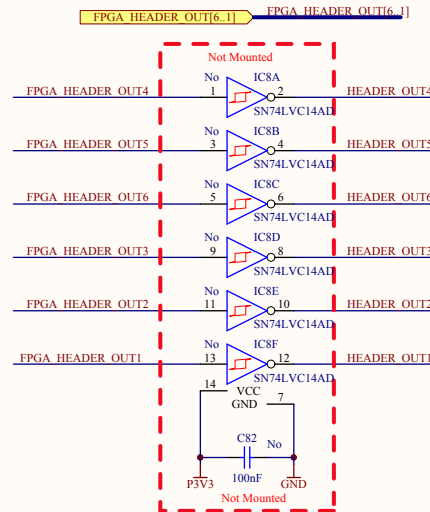 FPGA_HEADER_OUT[6..1] FPGA_HEADER_OUT[6..1]
Not Mounted
No IC8A
FPGA_HEADER_OUT4 1 2 HEADER_OUT4
SN74LVC14AD
No IC8B
FPGA_HEADER_OUT5 3 4 HEADER_OUT5
SN74LVC14AD
No IC8C
FPGA_HEADER_OUT6 5 6 HEADER_OUT6
SN74LVC14AD
No IC8D
FPGA_HEADER_OUT3 9 8 HEADER_OUT3
SN74LVC14AD
No IC8E
FPGA_HEADER_OUT2 11 10 HEADER_OUT2
SN74LVC14AD
No IC8F
FPGA_HEADER_OUT1 13 12 HEADER_OUT1
SN74LVC14AD
14 VCC
GND 7
C82 No
100nF
P3V3 GND
Not Mounted